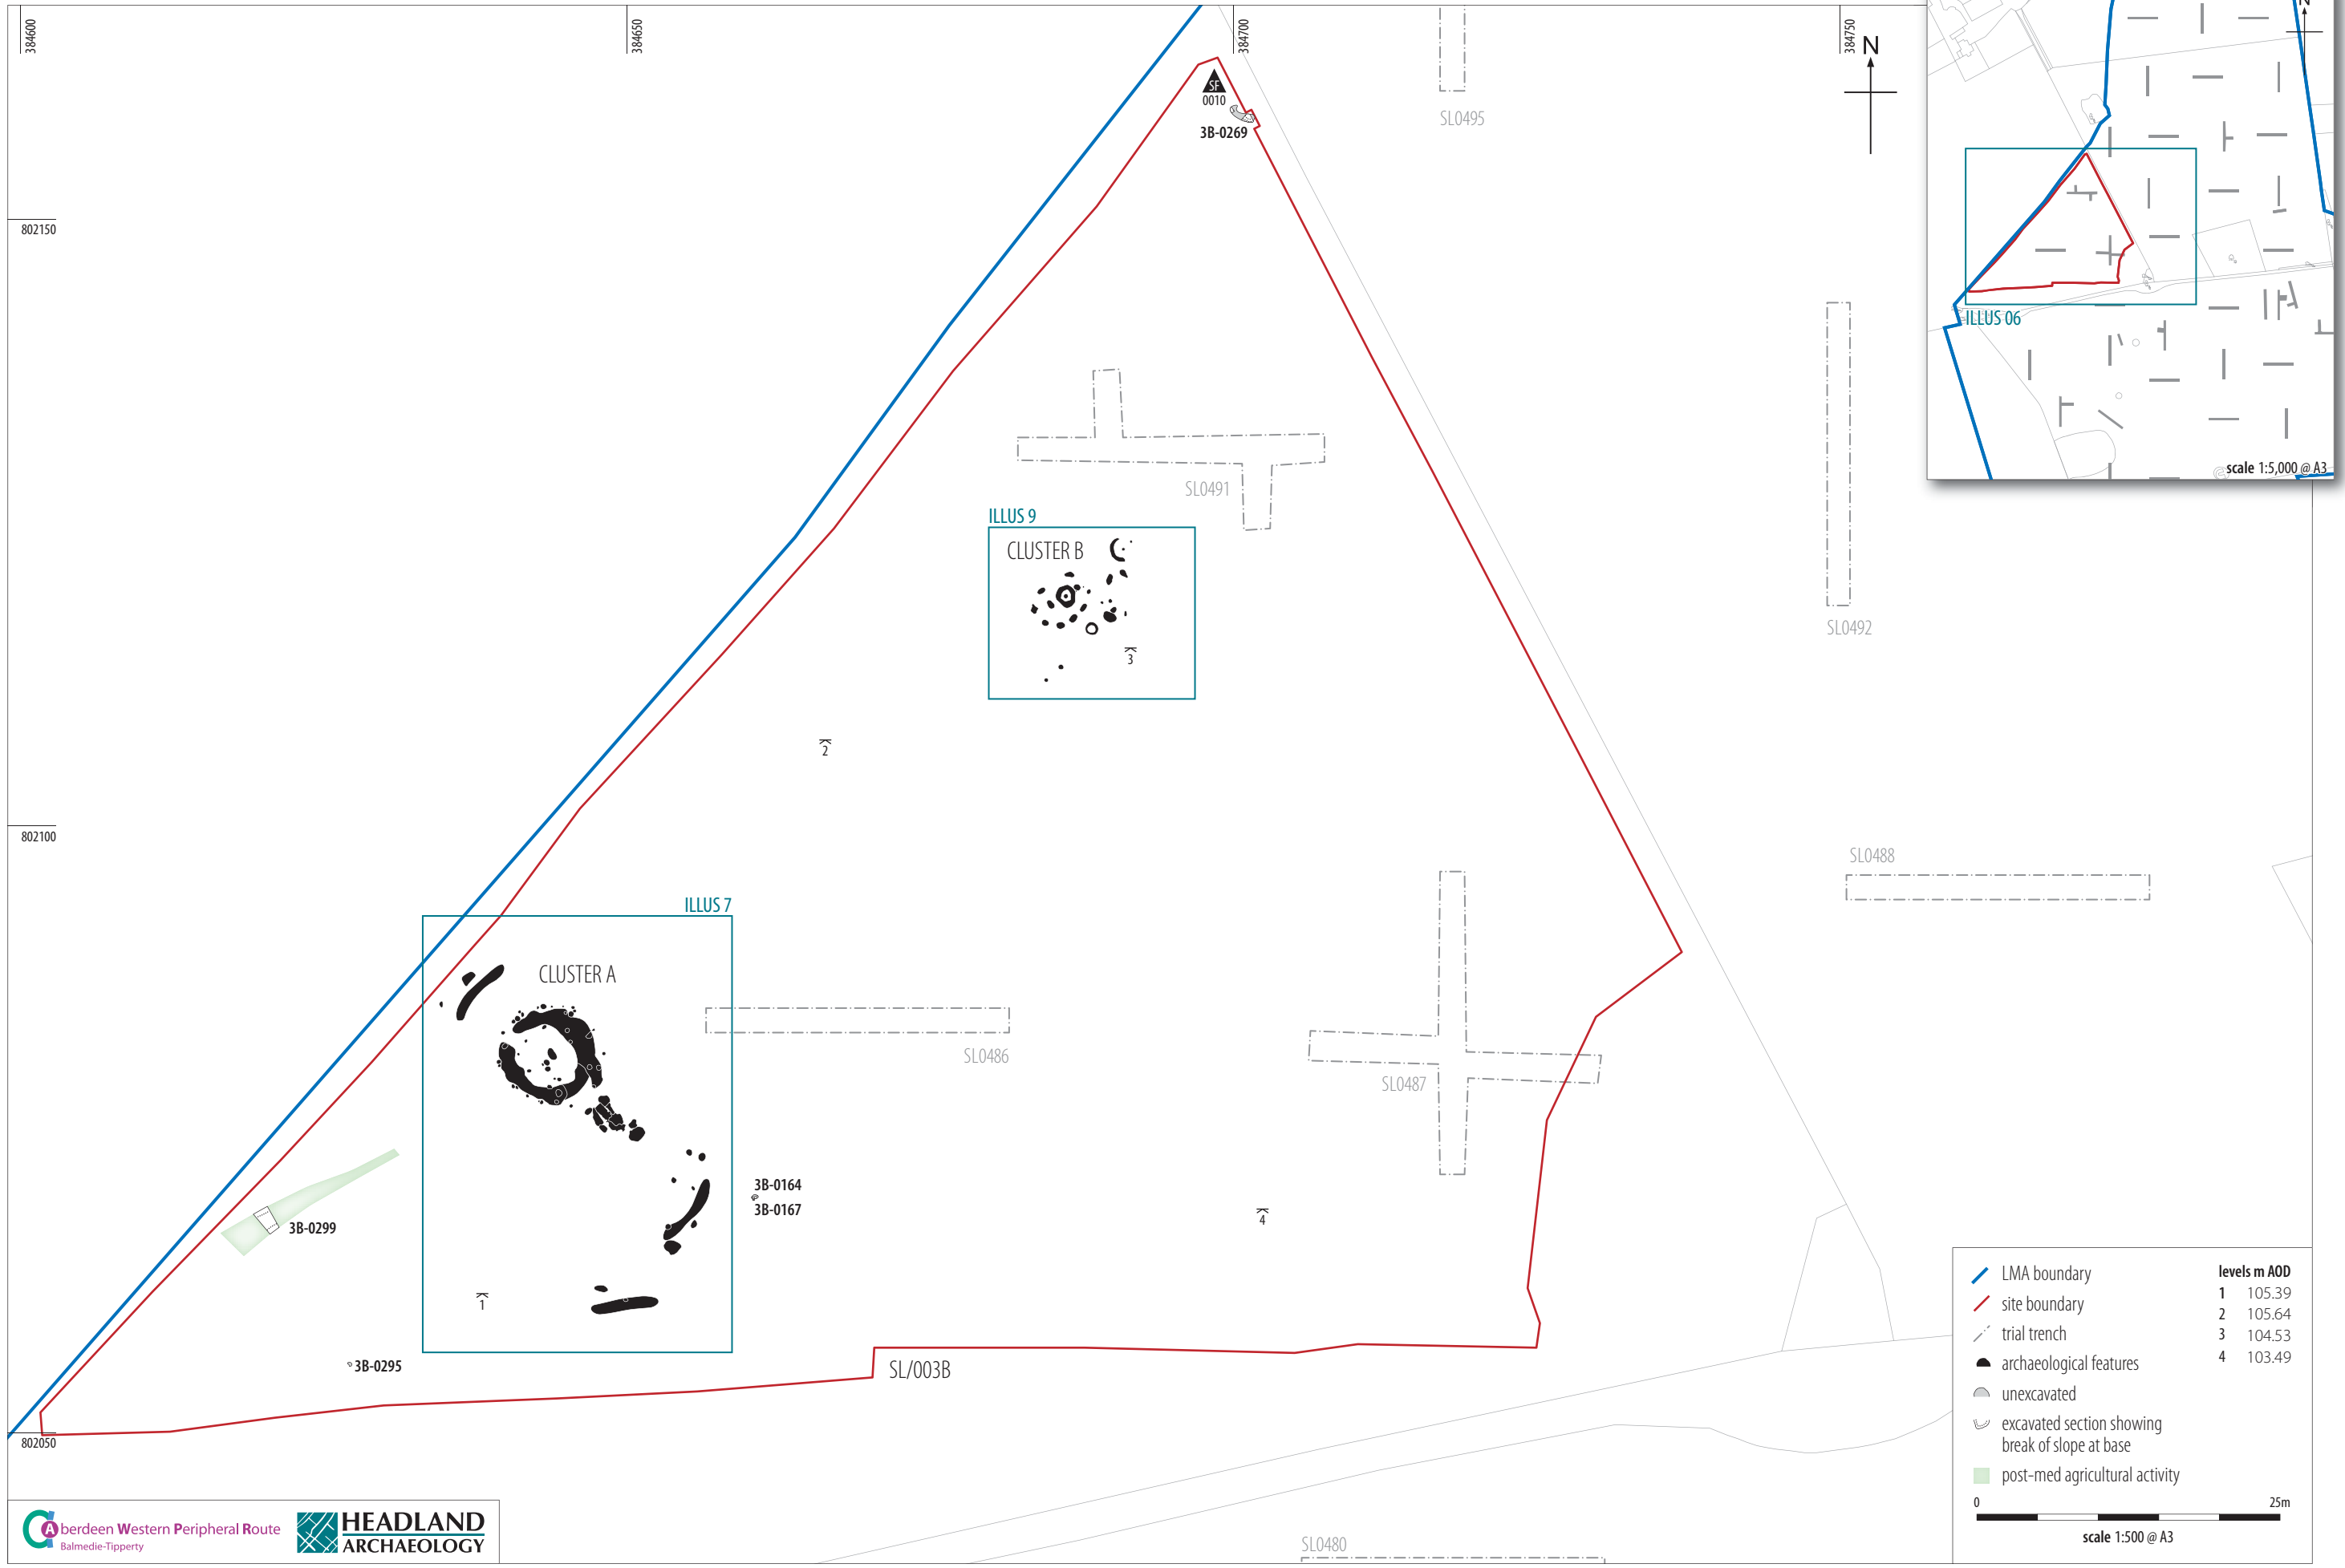 384600
384650
384700
384750
N
N
SF
0010
3B-0269
SL0495
802150
SL0491
ILLUS 9
CLUSTER B
3
SL0492
ILLUS 06
scale 1:5,000 @ A3
2
802100
SL0488
ILLUS 7
CLUSTER A
SL0486
SL0487
3B-0164
3B-0167
3B-0299
4
1
3B-0295
SL/003B
802050
SL0480
LMA boundary
site boundary
trial trench
archaeological features
unexcavated
excavated section showing
break of slope at base
post-med agricultural activity
levels m AOD
1 105.39
2 105.64
3 104.53
4 103.49
0 25m
scale 1:500 @ A3
Aberdeen Western Peripheral Route
Balmedie-Tipperty
HEADLAND
ARCHAEOLOGY